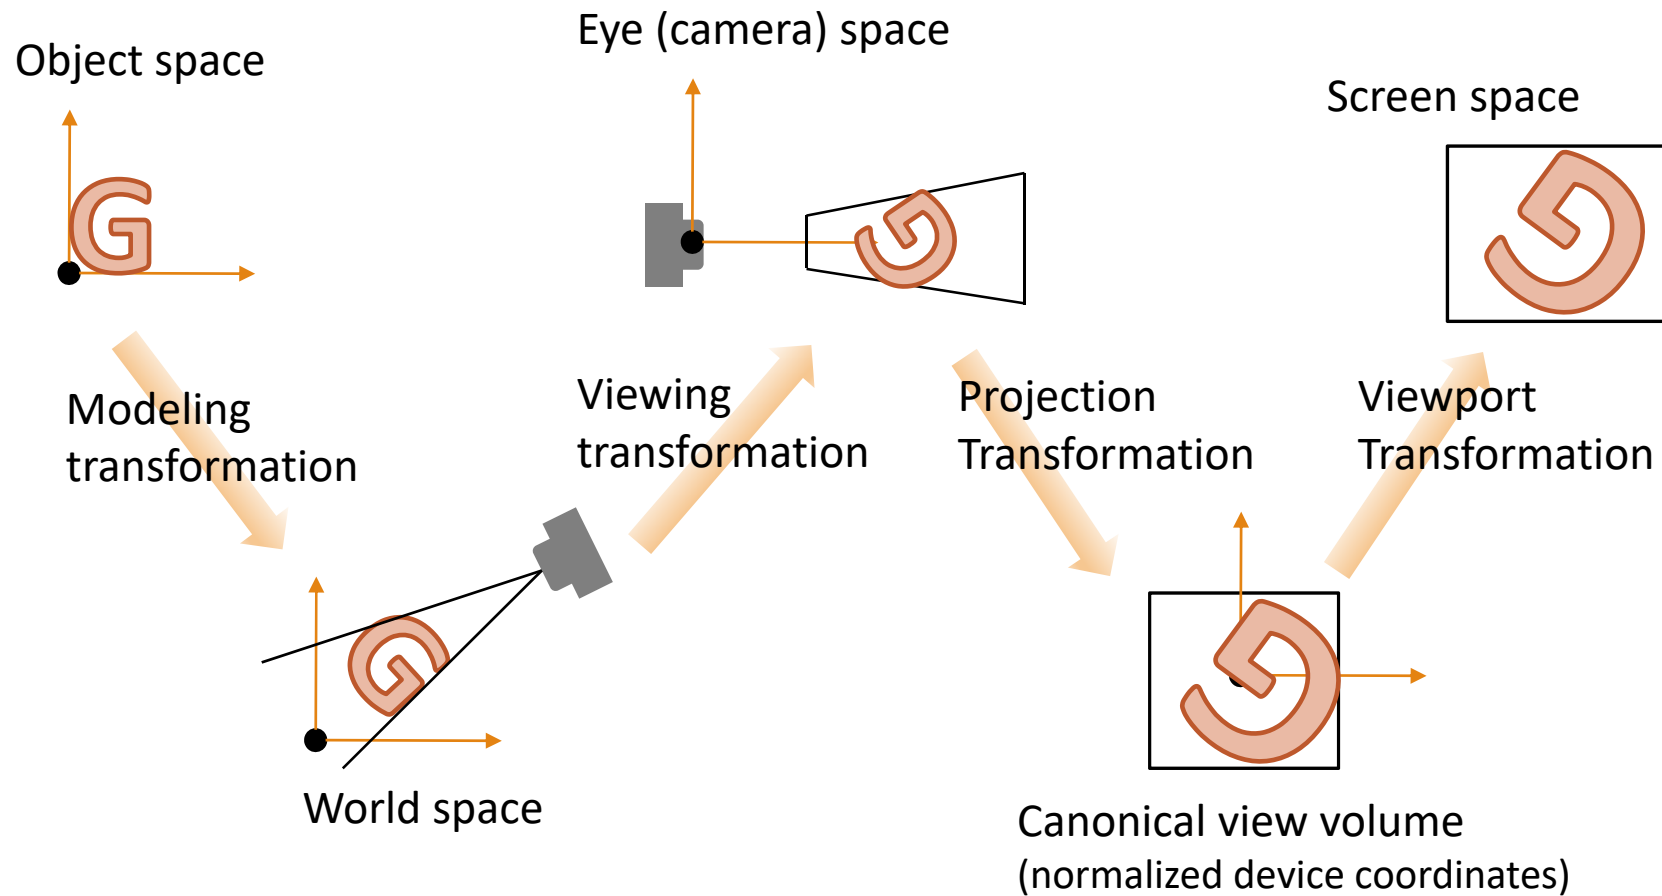 Object space
G
Modeling
transformation
G
World space
Viewing
transformation
Eye (camera) space
G
Projection
Transformation
G
Canonical view volume
(normalized device coordinates)
Viewport
Transformation
Screen space
G